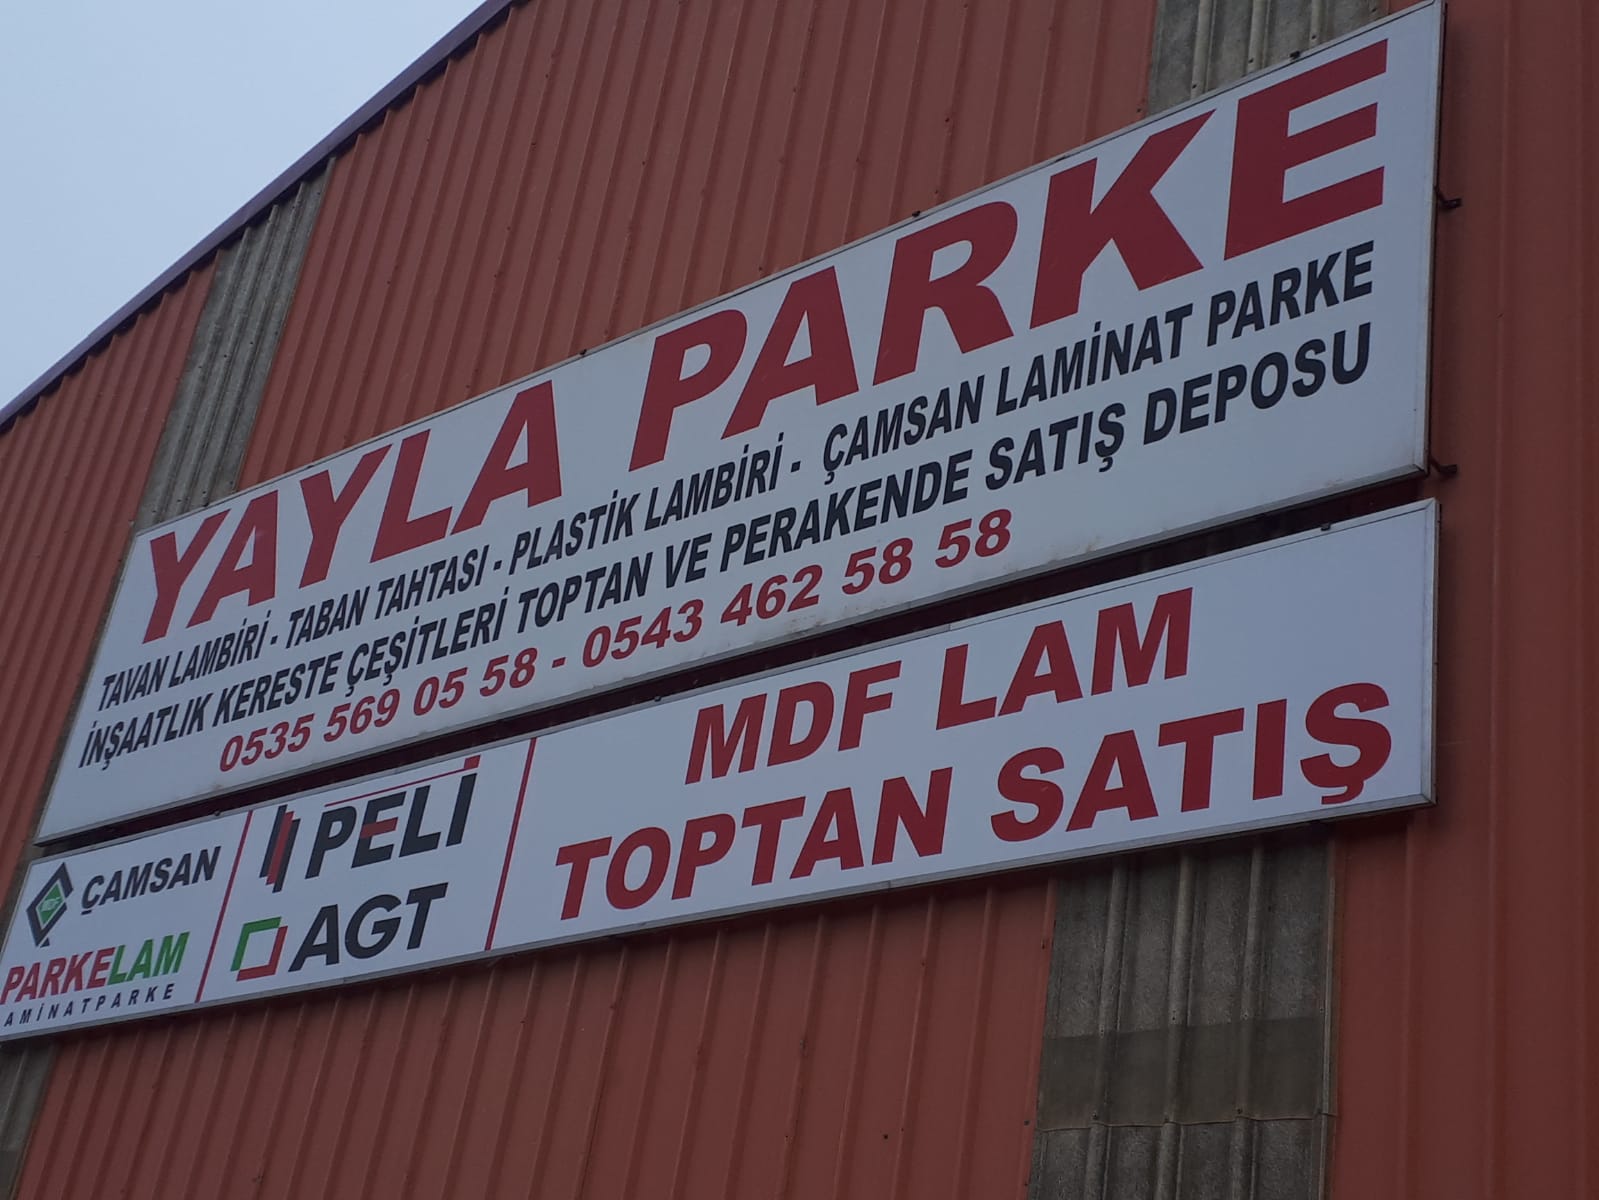 YAYLA PARKE
TAVAN LAMBİRİ - TABAN TAHTASI - PLASTİK LAMBİRİ - ÇAMSAN LAMİNAT PARKE
İNŞAATLIK KERESTE ÇEŞİTLERİ TOPTAN VE PERAKENDE SATIŞ DEPOSU
0535 569 05 58 - 0543 462 58 58
MDF
ÇAMSAN
PARKELAM
AMİNATPARKE
PELİ
AGT
MDF LAM
TOPTAN SATIŞ